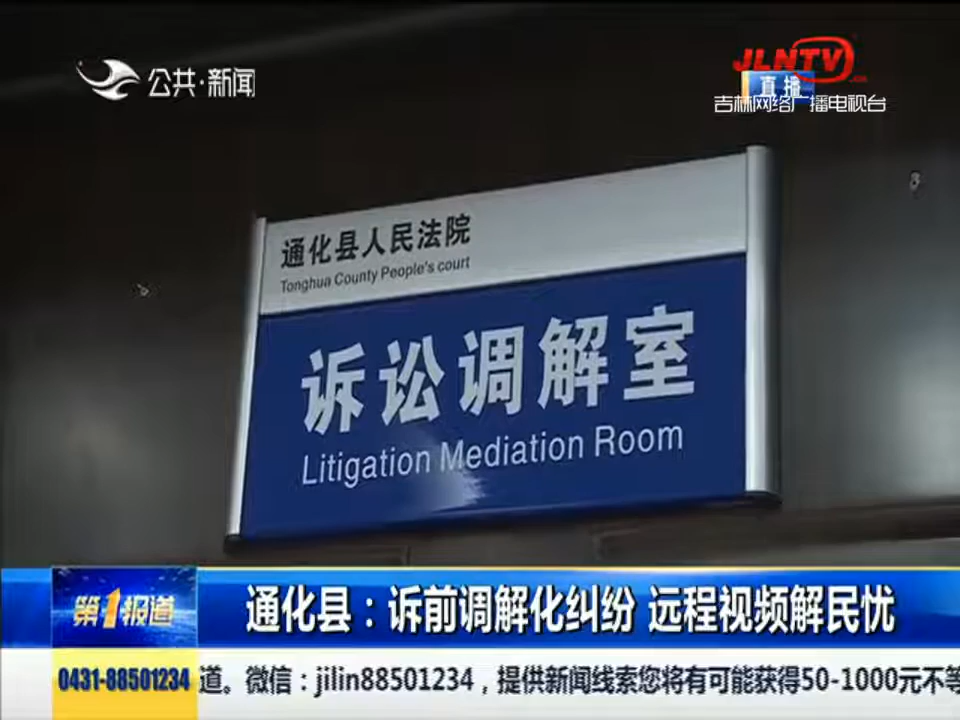 公共·新闻
JLNTV
直播
吉林网络广播电视台
通化县人民法院
Tonghua County People's court
诉讼调解室
Litigation Mediation Room
第1报道
通化县：诉前调解化纠纷 远程视频解民忧
0431-88501234
道。微信：jilin88501234，提供新闻线索您将有可能获得50-1000元不等